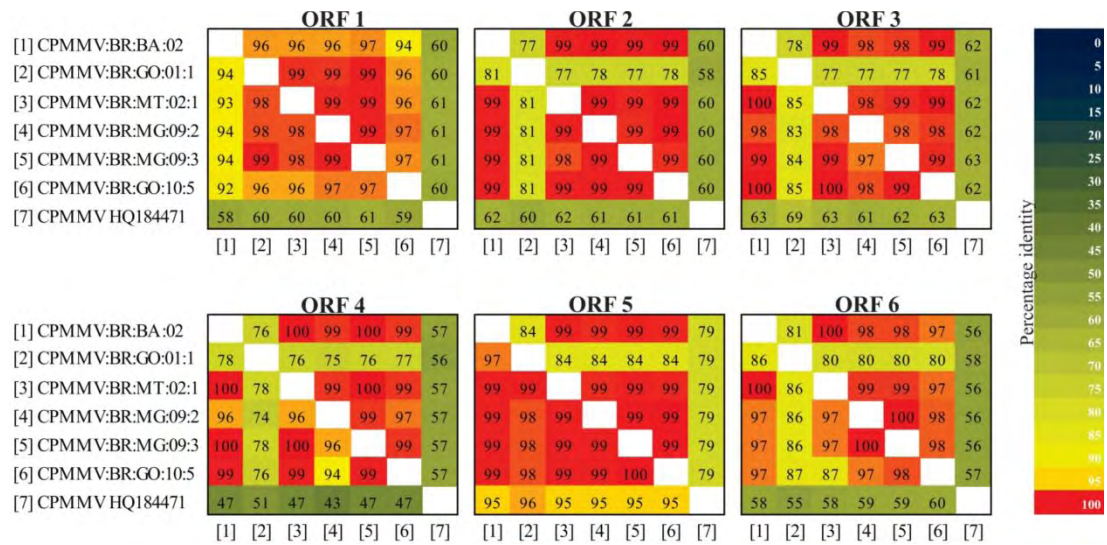 ORF 1 ORF 2 ORF 3
[1] CPMMV:BR:BA:02 96 96 96 97 94 60 77 99 99 99 99 60 78 99 98 98 99 62
[2] CPMMV:BR:GO:01:1 94 99 99 99 96 60 81 77 78 77 78 58 85 77 77 77 78 61
[3] CPMMV:BR:MT:02:1 93 98 99 99 96 61 99 81 99 99 99 60 100 85 98 99 99 62
[4] CPMMV:BR:MG:09:2 94 98 98 99 97 61 99 81 99 99 99 60 98 83 98 98 98 62
[5] CPMMV:BR:MG:09:3 94 99 98 99 97 61 99 81 98 99 99 60 99 84 99 97 99 63
[6] CPMMV:BR:GO:10:5 92 96 96 97 97 60 99 81 99 99 99 60 100 85 100 98 99 62
[7] CPMMV HQ184471 58 60 60 60 61 59 62 60 62 61 61 61 63 69 63 61 62 63
[1] [2] [3] [4] [5] [6] [7] [1] [2] [3] [4] [5] [6] [7] [1] [2] [3] [4] [5] [6] [7]
ORF 4 ORF 5 ORF 6
[1] CPMMV:BR:BA:02 76 100 99 100 99 57 84 99 99 99 99 79 81 100 98 98 97 56
[2] CPMMV:BR:GO:01:1 78 76 75 76 77 56 97 84 84 84 84 79 86 80 80 80 80 58
[3] CPMMV:BR:MT:02:1 100 78 99 100 99 57 99 99 99 99 99 79 100 86 99 99 97 56
[4] CPMMV:BR:MG:09:2 96 74 96 99 97 57 99 98 99 99 99 79 97 86 97 100 98 56
[5] CPMMV:BR:MG:09:3 100 78 100 96 99 57 99 98 99 99 99 79 97 86 97 100 98 56
[6] CPMMV:BR:GO:10:5 99 76 99 94 99 57 99 98 99 99 100 79 97 87 87 97 98 57
[7] CPMMV HQ184471 47 51 47 43 47 47 95 96 95 95 95 95 58 55 58 59 59 60
[1] [2] [3] [4] [5] [6] [7] [1] [2] [3] [4] [5] [6] [7] [1] [2] [3] [4] [5] [6] [7]
Percentage identity
0
5
10
15
20
25
30
35
40
45
50
55
60
65
70
75
80
85
90
95
100